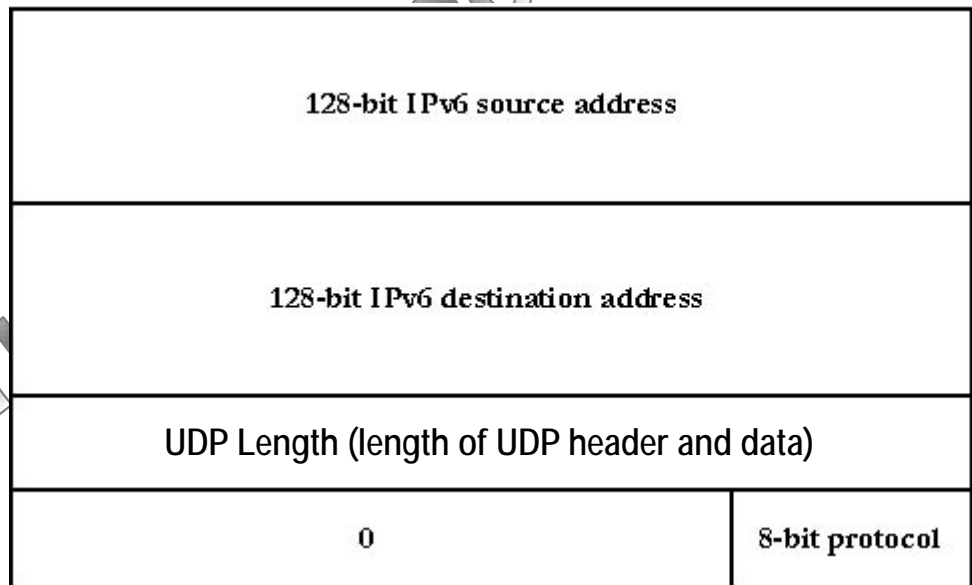 128-bit IPv6 source address
128-bit IPv6 destination address
UDP Length (length of UDP header and data)
0 8-bit protocol